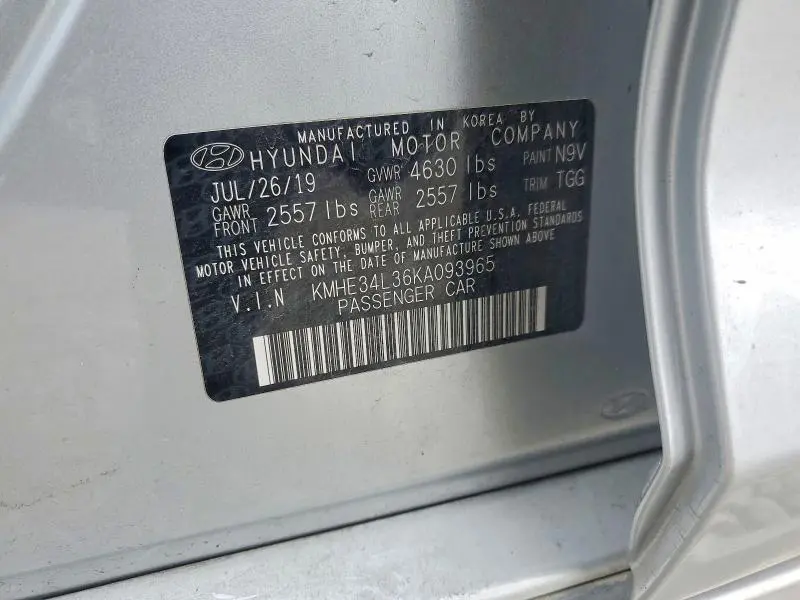 MANUFACTURED IN KOREA BY
HYUNDAI MOTOR COMPANY
JUL/26/19 GVWR 4630 lbs PAINT N9V
GAWR FRONT 2557 lbs GAWR REAR 2557 lbs TRIM TGG
THIS VEHICLE CONFORMS TO ALL APPLICABLE U.S.A. FEDERAL
MOTOR VEHICLE SAFETY, BUMPER, AND THEFT PREVENTION STANDARDS
IN EFFECT ON THE DATE OF MANUFACTURE SHOWN ABOVE
V.I.N KMHE34L36KA093965
PASSENGER CAR